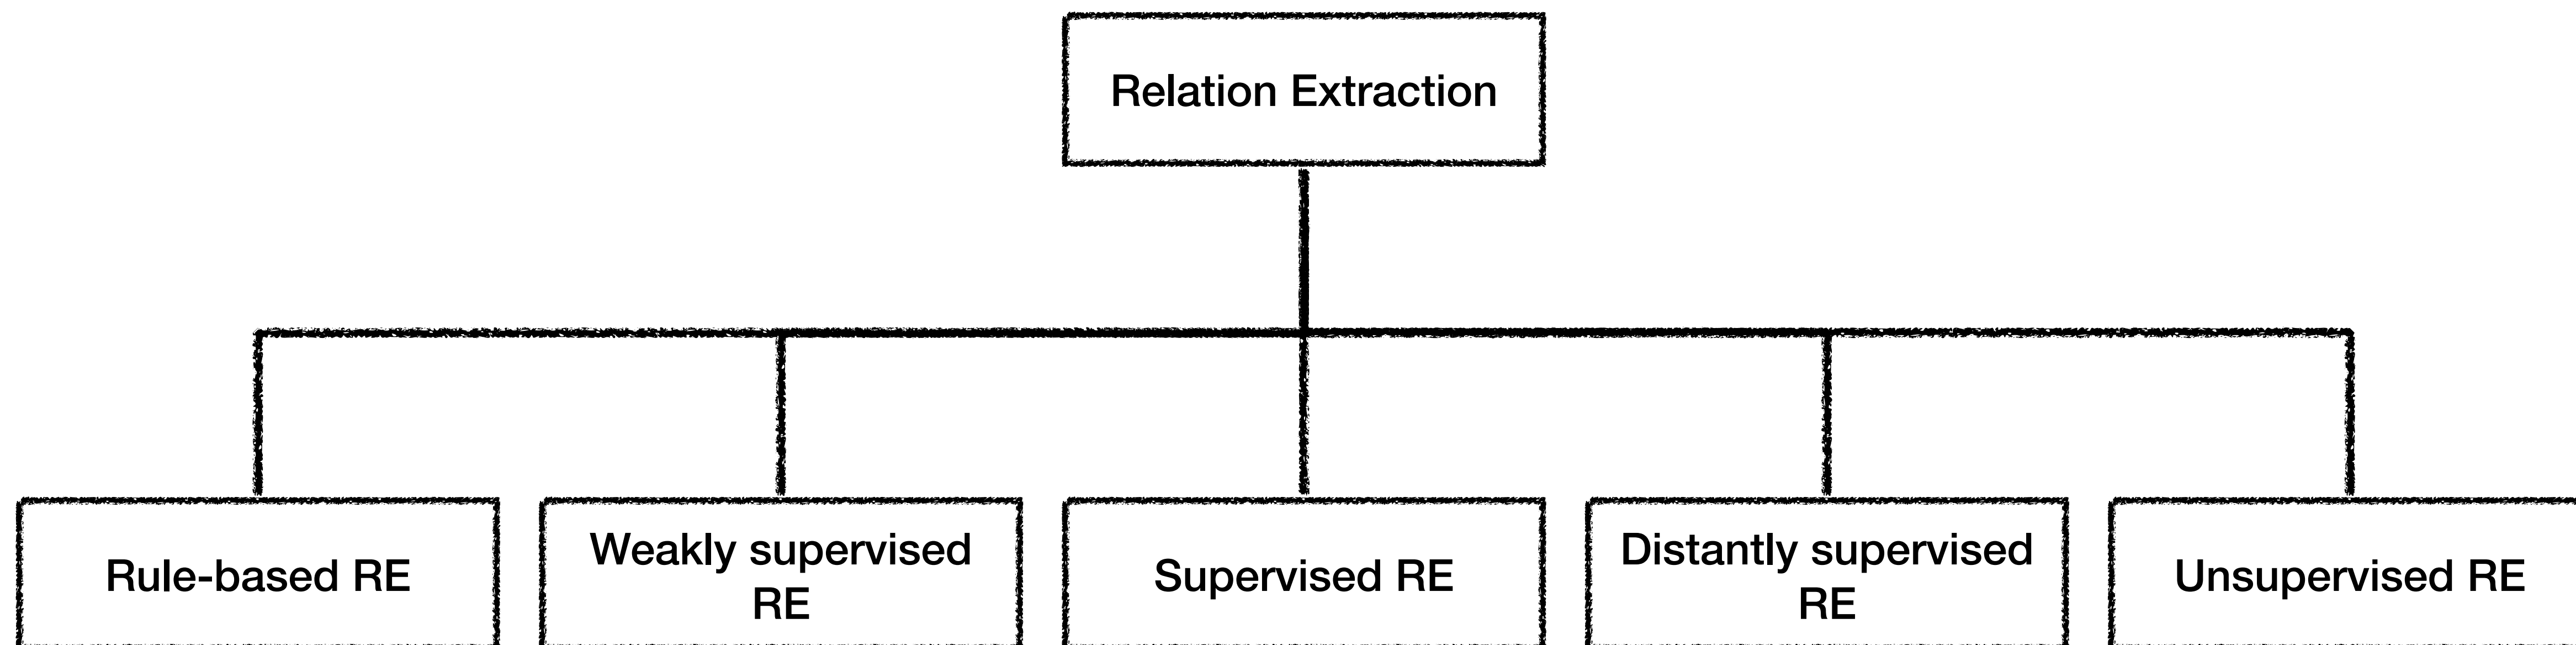 Relation Extraction
Rule-based RE
Weakly supervised
RE
Supervised RE
Distantly supervised
RE
Unsupervised RE